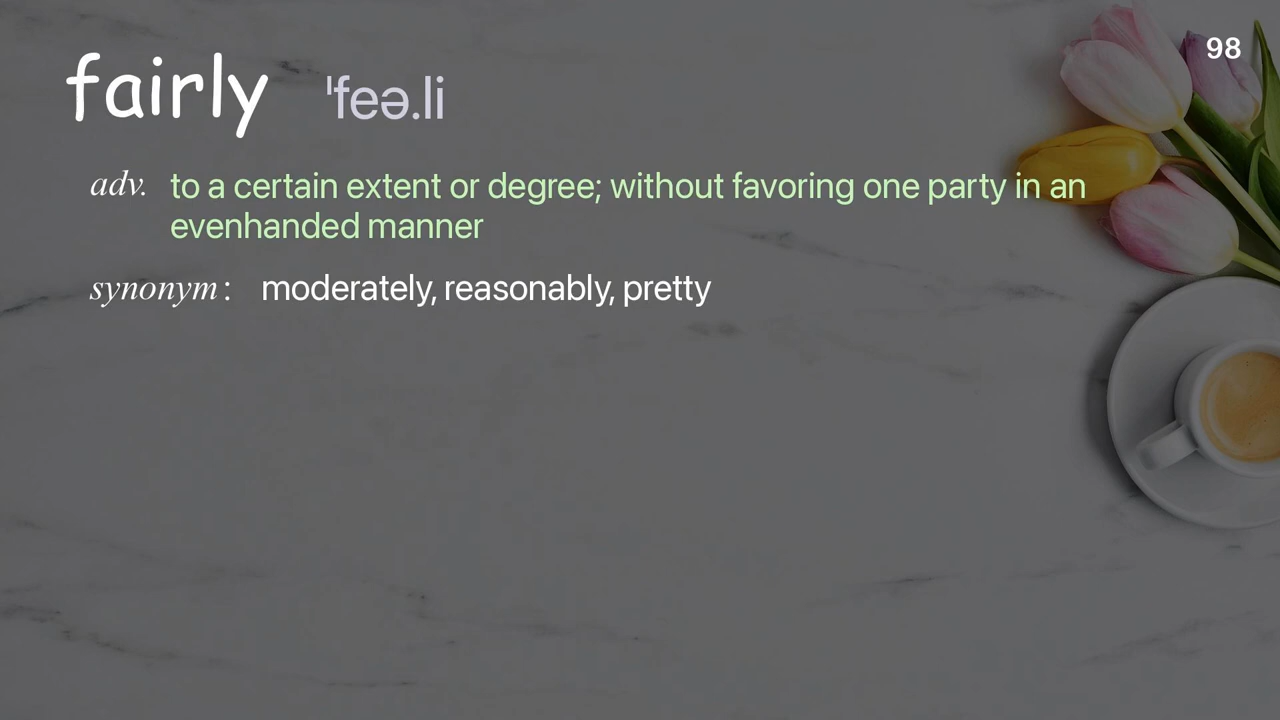 98
fairly ˈfeə.li
adv. to a certain extent or degree; without favoring one party in an
evenhanded manner
synonym : moderately, reasonably, pretty